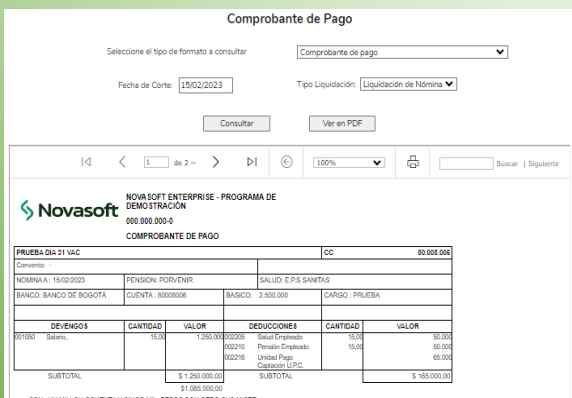 Comprobante de Pago
Seleccione el tipo de formato a consultar Comprobante de pago
Fecha de Corte: 15/02/2023 Tipo Liquidación: Liquidación de Nómina
Consultar Ver en PDF
1 de 2 ~ 100% Buscar | Siguiente
Novasoft
NOVASOFT ENTERPRISE - PROGRAMA DE
DEMOSTRACIÓN
000.000.000-0
COMPROBANTE DE PAGO
PRUEBA DIA 31 VAC CC 80.008.006
Convenio: -
NOMINA A: 15/02/2023 PENSION: PORVENIR SALUD: E.P.S SANITAS
BANCO: BANCO DE BOGOTÁ CUENTA: 80008006 BASICO: 2.500.000 CARGO: PRUEBA
DEVENGOS CANTIDAD VALOR DEDUCCIONES CANTIDAD VALOR
001050 Salario.. 15,00 1.250,000 002205 Salud Empleado 15,00 50.000
002210 Pensión Empleado 15,00 50.000
002216 Unidad Pago 65.000
Captación U.P.C.
SUBTOTAL $ 1.250.000,00 SUBTOTAL $ 165.000,00
$1.085.000,00